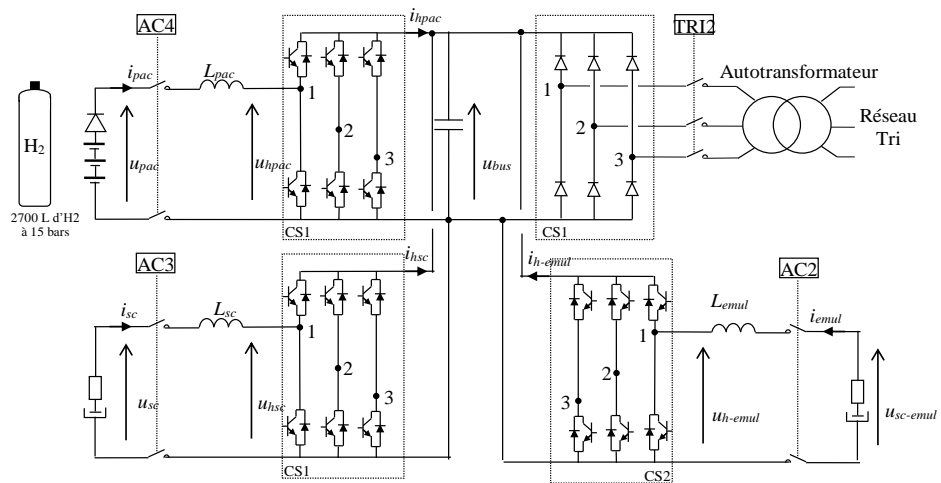 AC4
i_hpac
TRI2
i_pac
L_pac
1
2
3
H2
u_pac
u_hpac
u_bus
1
2
3
Autotransformateur
Réseau
Tri
2700 L d'H2
à 15 bars
CS1
CS1
AC3
i_hsc
i_h-emul
AC2
i_sc
L_sc
1
2
3
L_emul
i_emul
1
2
3
u_sc
u_hsc
u_h-emul
u_sc-emul
CS1
CS2